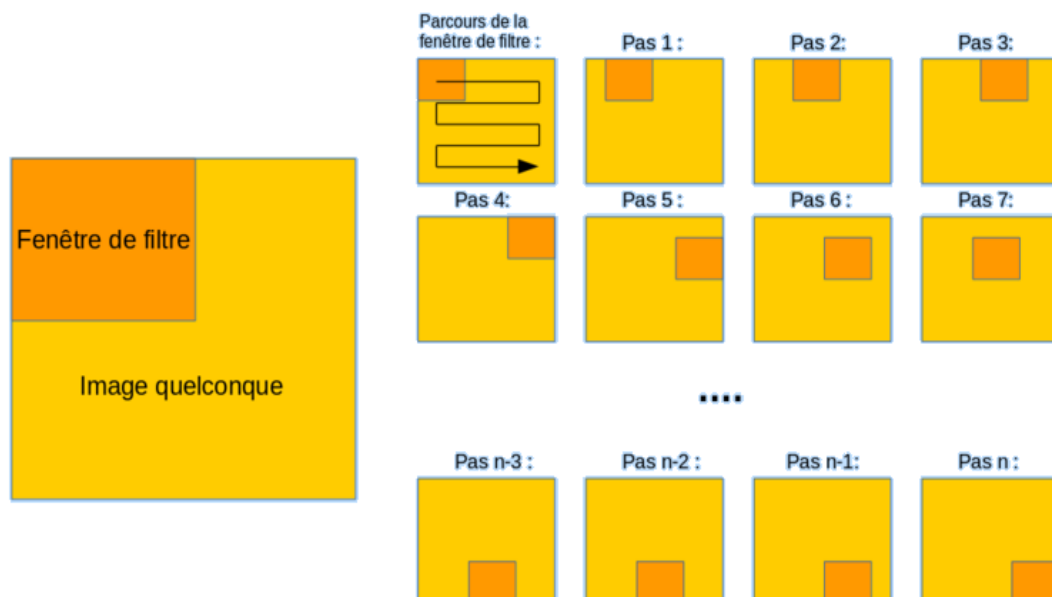 Parcours de la
fenêtre de filtre :
Pas 1 :
Pas 2:
Pas 3:
Fenêtre de filtre
Image quelconque
Pas 4:
Pas 5 :
Pas 6 :
Pas 7:
....
Pas n-3 :
Pas n-2 :
Pas n-1:
Pas n :